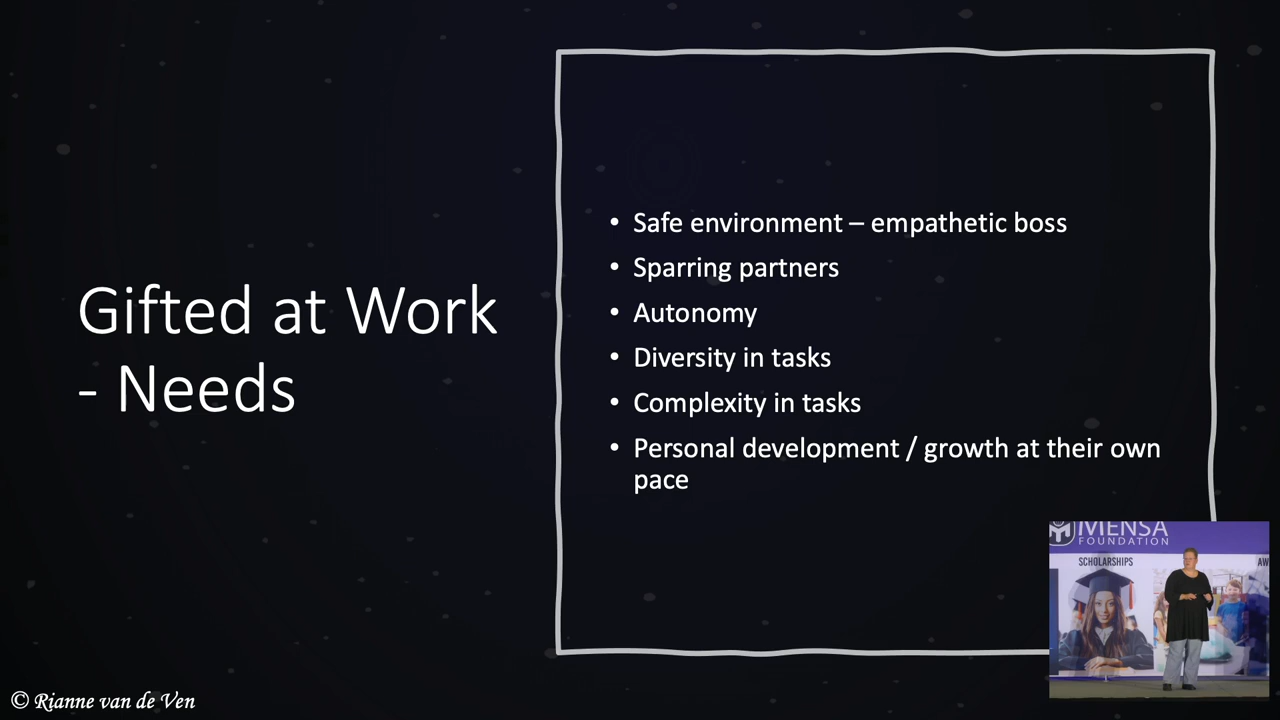 Gifted at Work
- Needs
• Safe environment – empathetic boss
• Sparring partners
• Autonomy
• Diversity in tasks
• Complexity in tasks
• Personal development / growth at their own
pace
MENSA
FOUNDATION
SCHOLARSHIPS
AW
© Rianne van de Ven